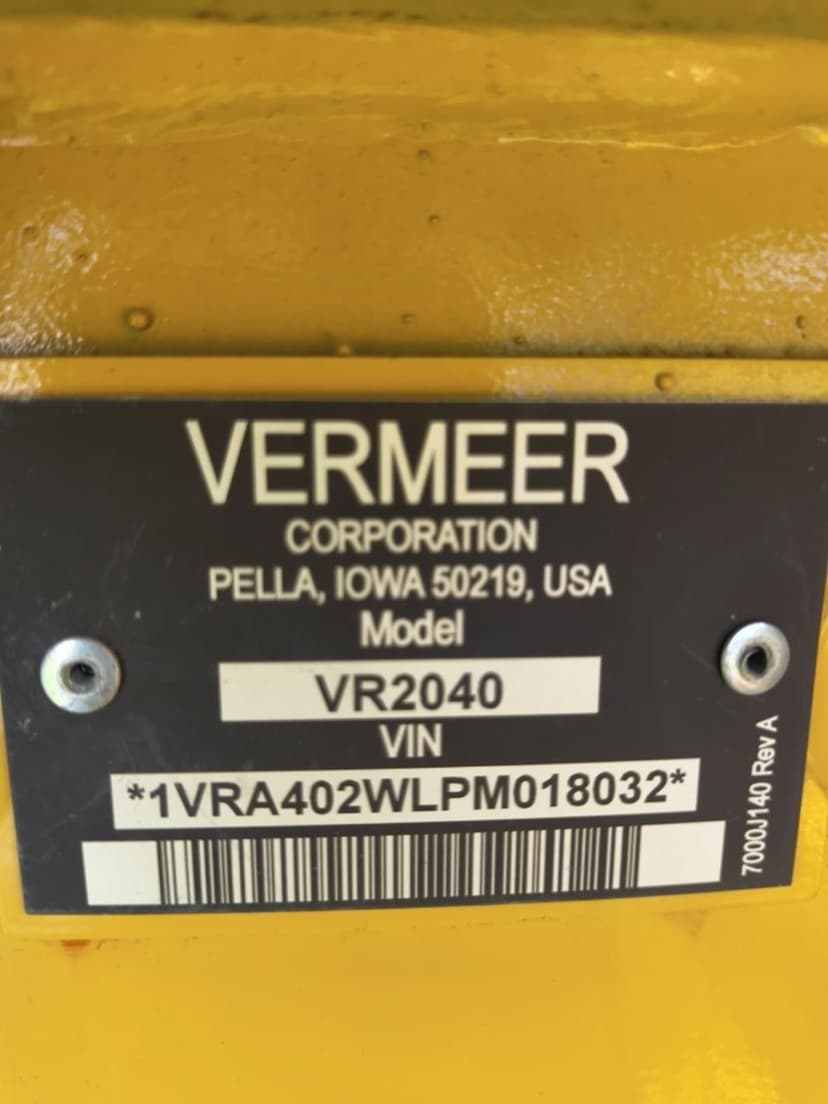 VERMEER
CORPORATION
PELLA, IOWA 50219, USA
Model
VR2040
VIN
*1VRA402WLPM018032*
7000J140 Rev A